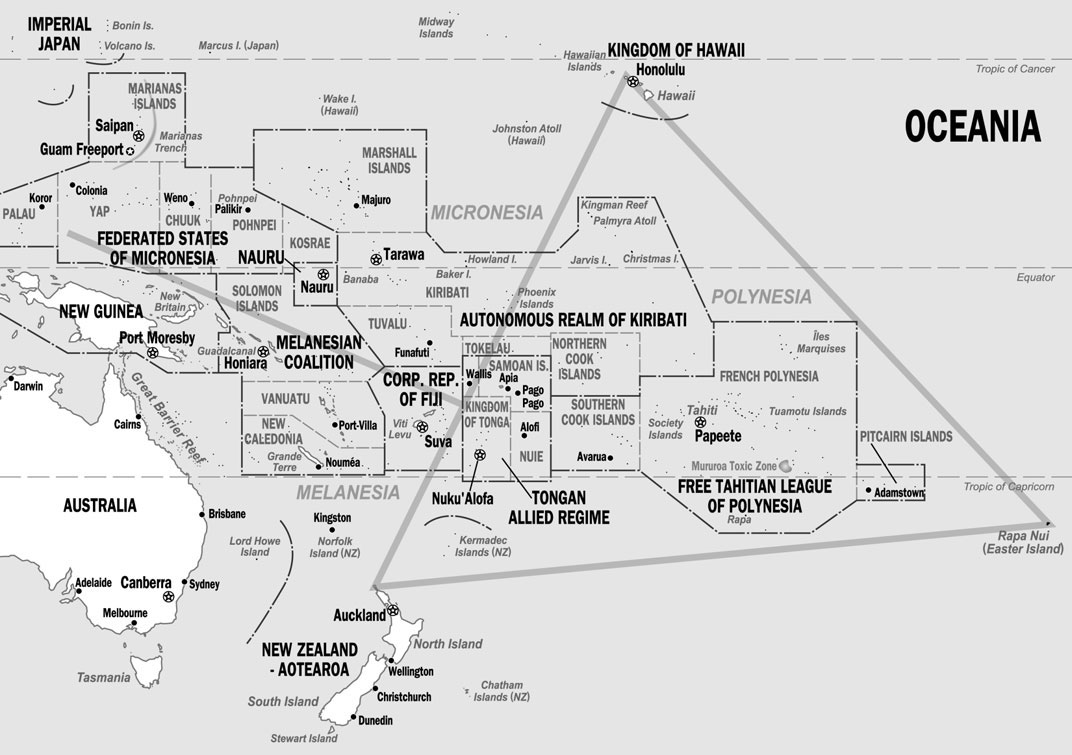 IMPERIAL
JAPAN
Bonin Is.
Volcano Is.
Marcus I. (Japan)
Midway
Islands
Hawaiian
Islands
KINGDOM OF HAWAII
Honolulu
Hawaii
Tropic of Cancer
OCEANIA
MARIANAS
ISLANDS
Saipan
Guam Freeport
Marianas
Trench
Wake I.
(Hawaii)
Johnston Atoll
(Hawaii)
MARSHALL
ISLANDS
Majuro
MICRONESIA
Kingman Reef
Palmyra Atoll
Koror
PALAU
Colonia
YAP
Weno
CHUUK
Pohnpei
Palikir
POHNPEI
KOSRAE
FEDERATED STATES
OF MICRONESIA
NAURU
Nauru
Tarawa
Banaba
Howland I.
Baker I.
Jarvis I.
Christmas I.
KIRIBATI
Phoenix
Islands
Equator
POLYNESIA
NEW GUINEA
New
Britain
Port Moresby
SOLOMON
ISLANDS
Guadalcanal
Honiara
MELANESIAN
COALITION
TUVALU
Funafuti
AUTONOMOUS REALM OF KIRIBATI
TOKELAU
SAMOAN IS.
Wallis
Apia
Pago
Pago
NORTHERN
COOK
ISLANDS
Îles
Marquises
FRENCH POLYNESIA
CORP. REP.
OF FIJI
Viti
Levu
Suva
KINGDOM
OF TONGA
Alofi
NUIE
SOUTHERN
COOK ISLANDS
Avarua
Society
Islands
Tahiti
Papeete
Tuamotu Islands
Mururoa Toxic Zone
PITCAIRN ISLANDS
Adamstown
FREE TAHITIAN LEAGUE
OF POLYNESIA
Rapa
Tropic of Capricorn
Rapa Nui
(Easter Island)
VANUATU
Port-Villa
NEW
CALEDONIA
Grande
Terre
Nouméa
MELANESIA
Nuku'Alofa
TONGAN
ALLIED REGIME
Kermadec
Islands (NZ)
Darwin
Cairns
Great Barrier Reef
AUSTRALIA
Brisbane
Lord Howe
Island
Kingston
Norfolk
Island (NZ)
Adelaide
Canberra
Sydney
Melbourne
Tasmania
Auckland
North Island
NEW ZEALAND
- AOTEAROA
Wellington
South Island
Christchurch
Chatham
Islands (NZ)
Dunedin
Stewart Island